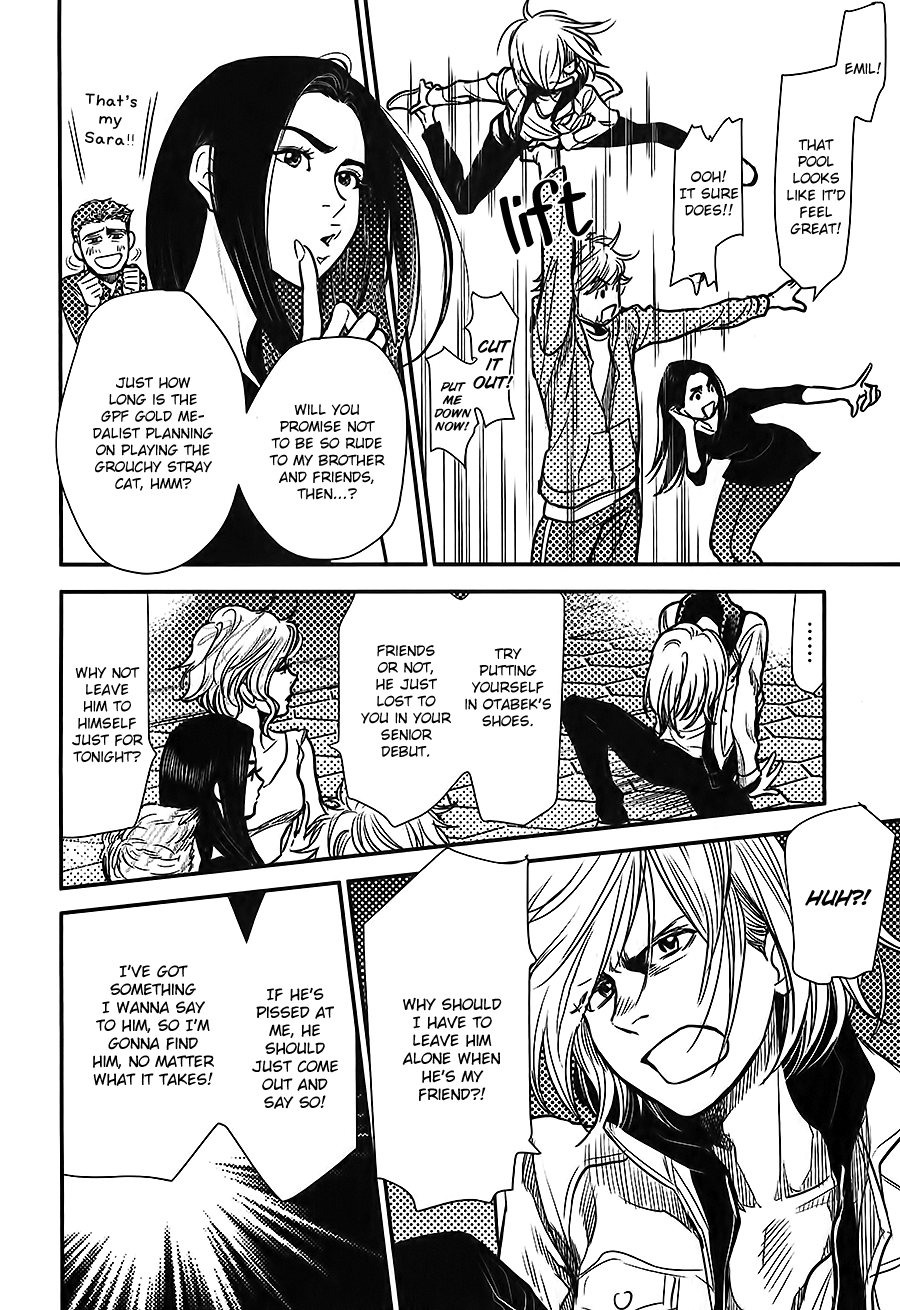 EMIL!
THAT
POOL
LOOKS
LIKE IT'D
FEEL
GREAT!
OOH!
IT SURE
DOES!!
lift
CUT
IT
OUT!
PUT
ME
DOWN
NOW!
That's
my
Sara!!
WILL YOU
PROMISE NOT
TO BE SO RUDE
TO MY BROTHER
AND FRIENDS,
THEN...?
JUST HOW
LONG IS THE
GPF GOLD ME-
DALIST PLANNING
ON PLAYING THE
GROUCHY STRAY
CAT, HMM?
........
TRY
PUTTING
YOURSELF
IN OTABEK'S
SHOES.
FRIENDS
OR NOT,
HE JUST
LOST TO
YOU IN YOUR
SENIOR
DEBUT.
WHY NOT
LEAVE
HIM TO
HIMSELF
JUST FOR
TONIGHT?
HUH?!
WHY SHOULD
I HAVE TO
LEAVE HIM
ALONE WHEN
HE'S MY
FRIEND?!
IF HE'S
PISSED AT
ME, HE
SHOULD
JUST COME
OUT AND
SAY SO!
I'VE GOT
SOMETHING
I WANNA SAY
TO HIM, SO I'M
GONNA FIND
HIM, NO MATTER
WHAT IT TAKES!